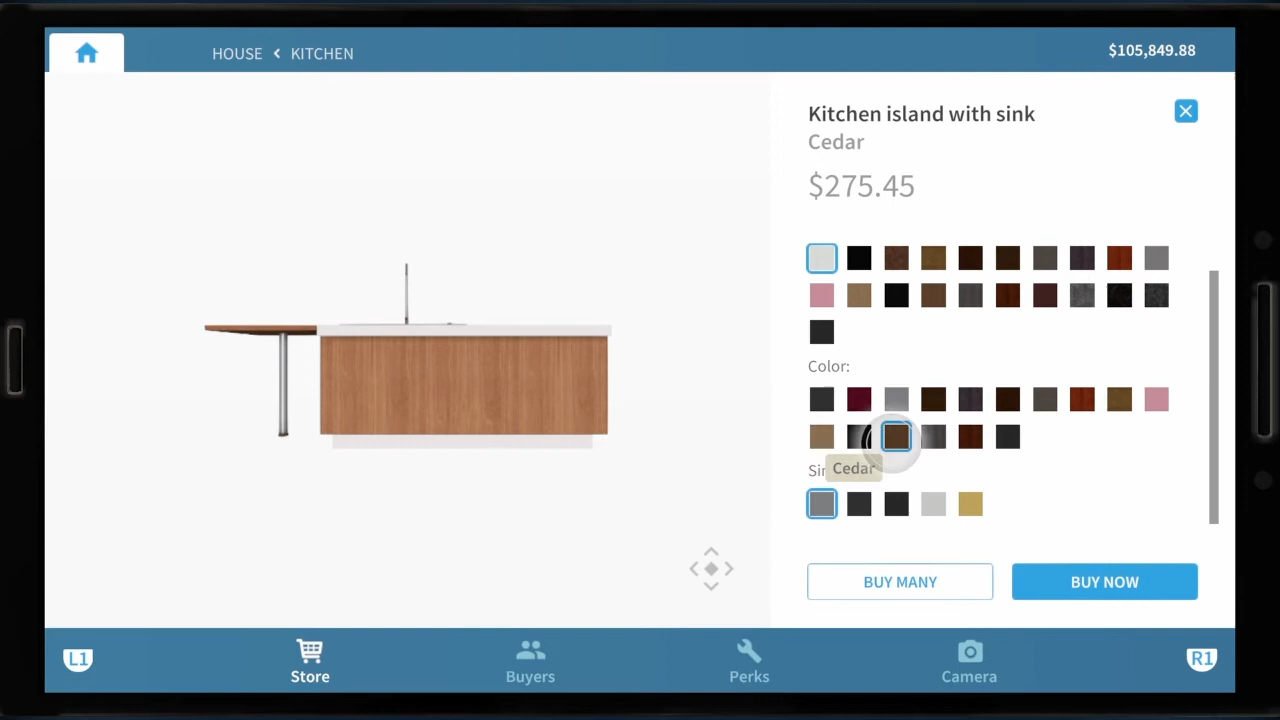 HOUSE < KITCHEN
$105,849.88
Kitchen island with sink
Cedar
$275.45
Color:
Cedar
BUY MANY
BUY NOW
L1
Store
Buyers
Perks
Camera
R1